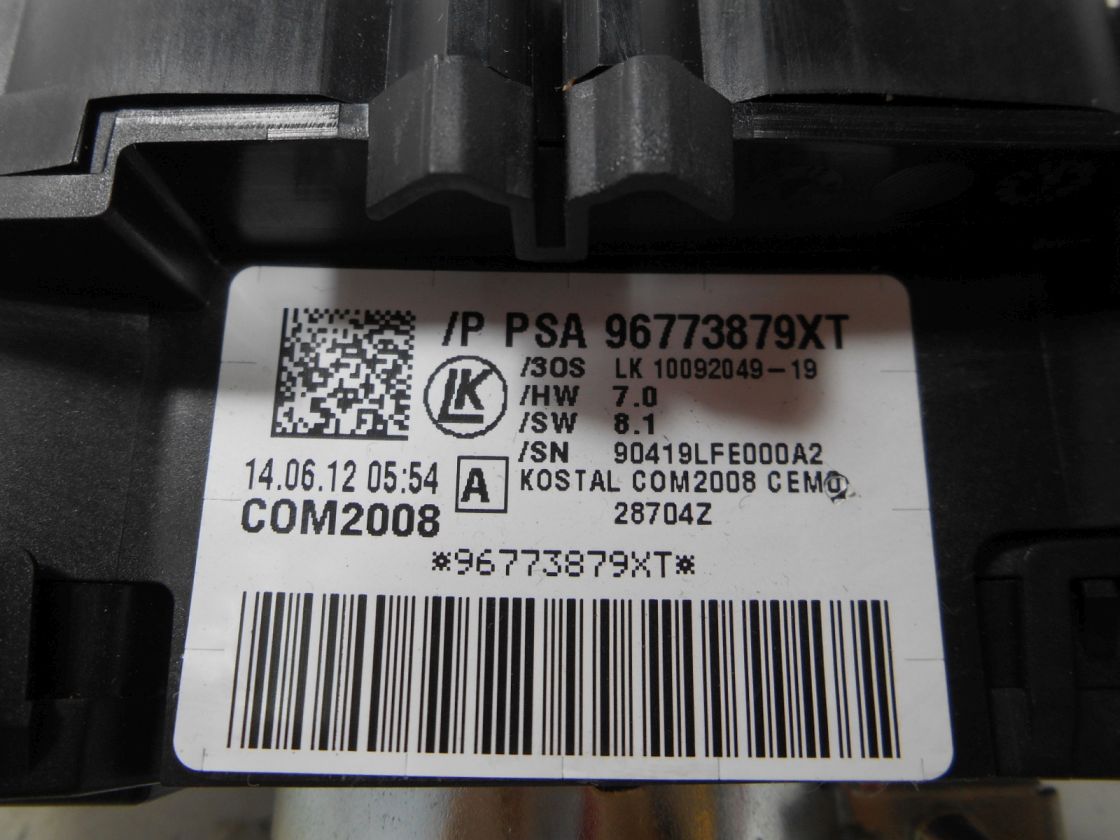 /P PSA 96773879XT
/3OS LK 10092049-19
LK
/HW 7.0
/SW 8.1
/SN 90419LFE000A2
14.06.12 05:54 A KOSTAL COM2008 CEM
COM2008 28704Z
*96773879XT*